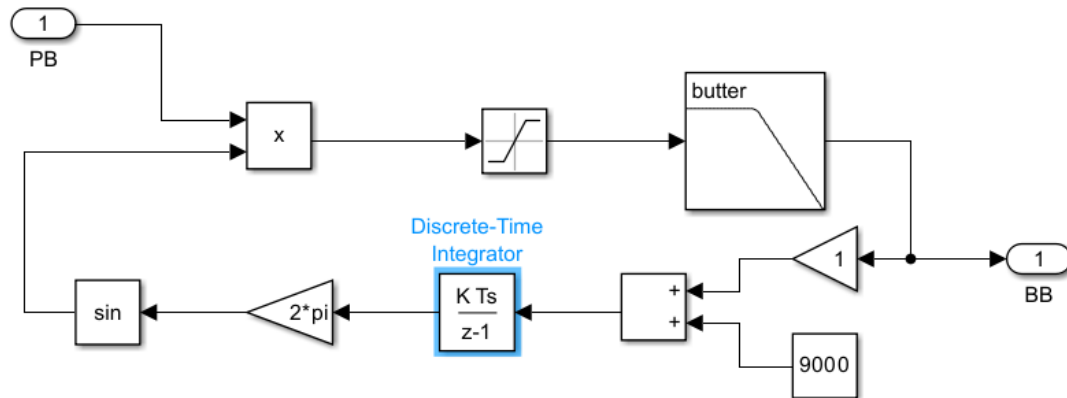 1
PB
butter
x
Discrete-Time
Integrator
1
1
BB
sin
2*pi
K Ts
z-1
+
+
9000